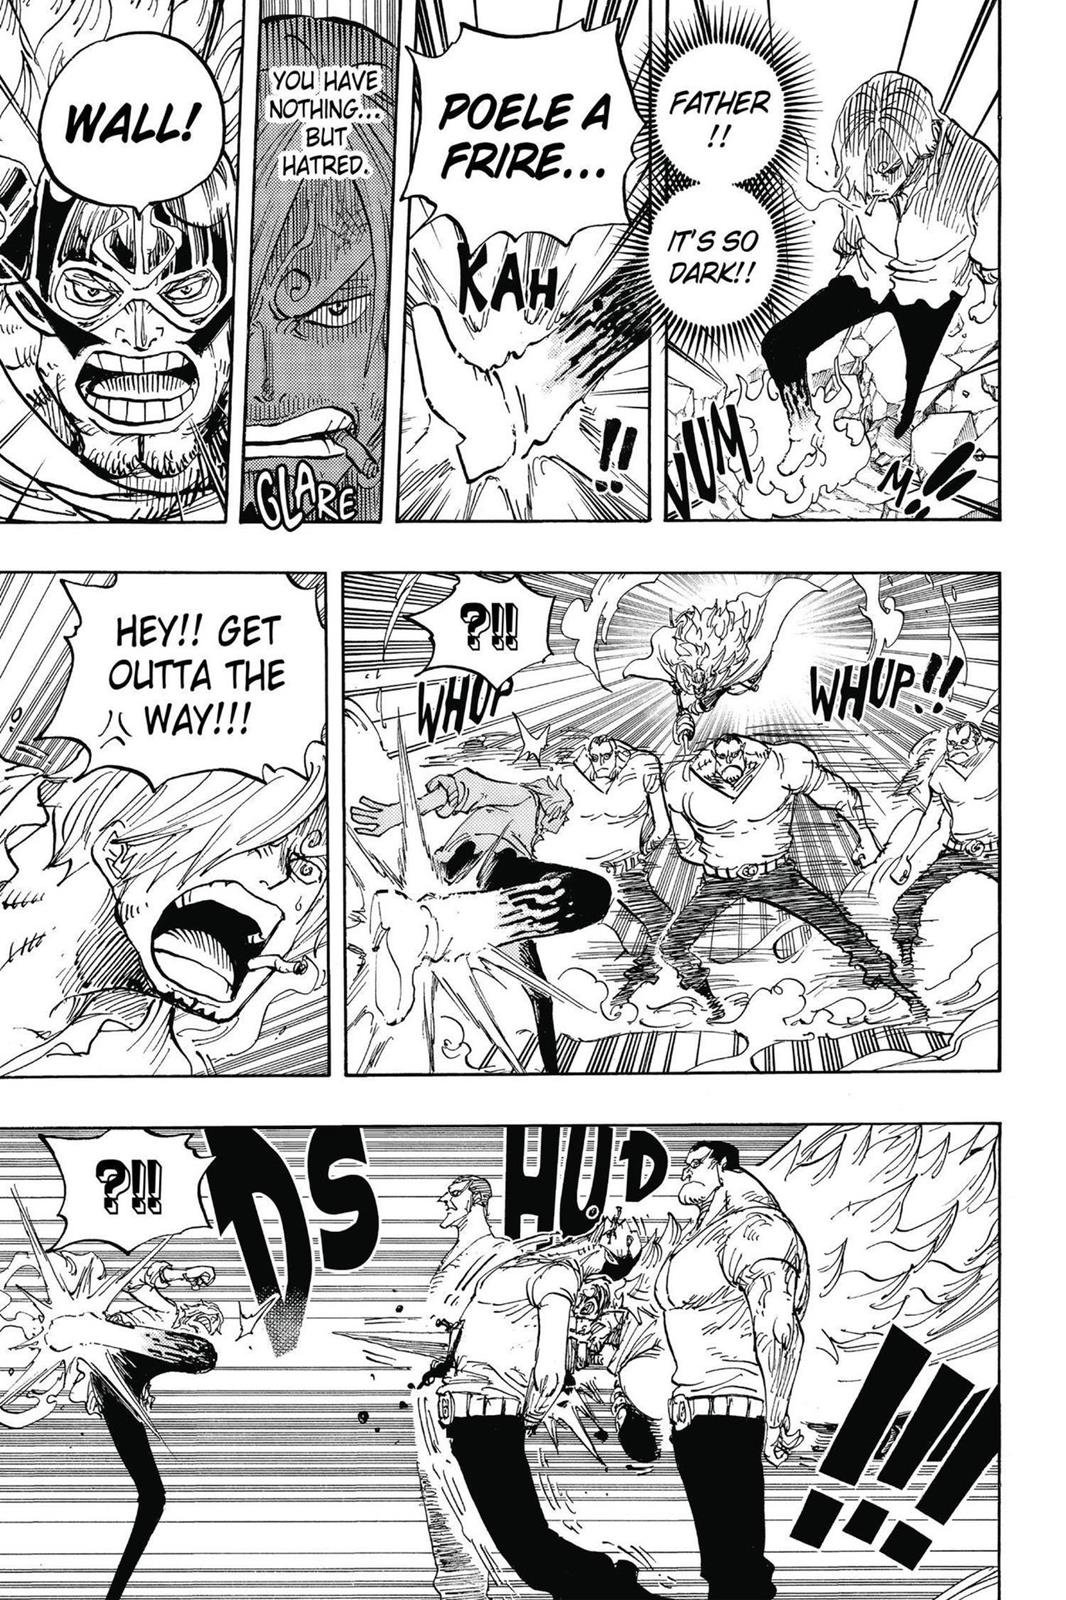 FATHER
!!
IT'S SO
DARK!!
VUM
M!!
POELE A
FRIRE...
KAH
!!
YOU HAVE
NOTHING...
BUT
HATRED.
GLARE
WALL!
WHUP!!
?!!
WHUP
HEY!! GET
OUTTA THE
WAY!!!
!!!
HUD
DS
?!!